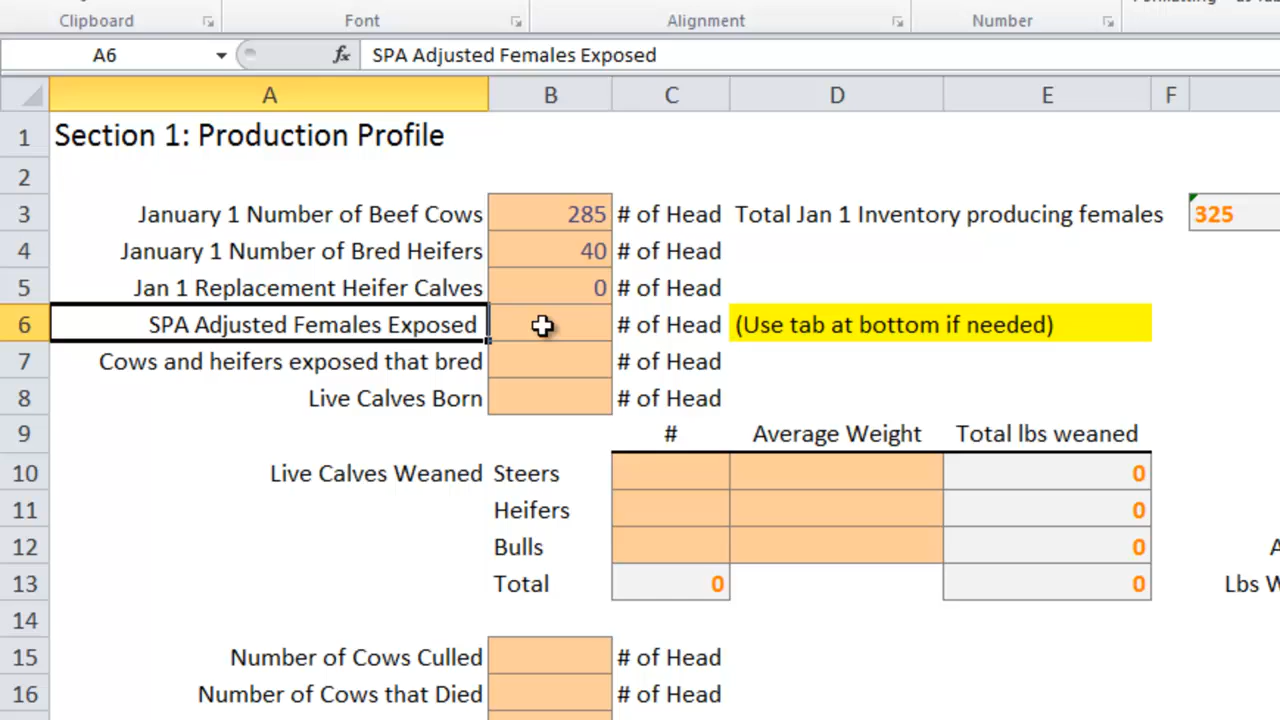 Clipboard Font Alignment Number
A6 fx SPA Adjusted Females Exposed
A B C D E F
1 Section 1: Production Profile
2
3 January 1 Number of Beef Cows 285 # of Head Total Jan 1 Inventory producing females 325
4 January 1 Number of Bred Heifers 40 # of Head
5 Jan 1 Replacement Heifer Calves 0 # of Head
6 SPA Adjusted Females Exposed # of Head (Use tab at bottom if needed)
7 Cows and heifers exposed that bred # of Head
8 Live Calves Born # of Head
9 # Average Weight Total lbs weaned
10 Live Calves Weaned Steers 0
11 Heifers 0
12 Bulls 0 A
13 Total 0 0 Lbs W
14
15 Number of Cows Culled # of Head
16 Number of Cows that Died # of Head